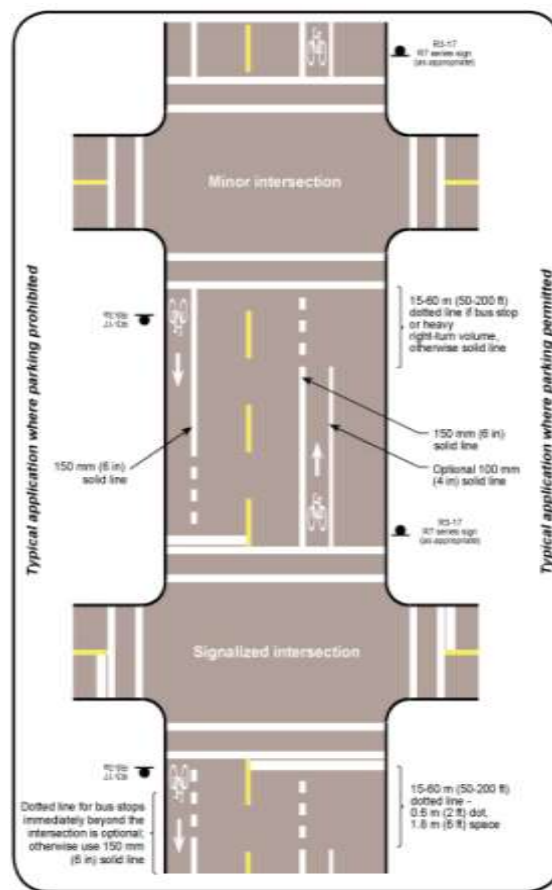 R3-17
R7 series sign
(as appropriate)
Minor intersection
Typical application where parking prohibited
Typical application where parking permitted
R3-17
15-60 m (50-200 ft)
dotted line if bus stop
or heavy
right-turn volume,
otherwise solid line
150 mm (6 in)
solid line
150 mm (6 in)
solid line
Optional 100 mm
(4 in) solid line
R3-17
R7 series sign
(as appropriate)
Signalized intersection
R3-17
Dotted line for bus stops
immediately beyond the
intersection is optional;
otherwise use 150 mm
(6 in) solid line
15-60 m (50-200 ft)
dotted line -
0.6 m (2 ft) dot,
1.8 m (6 ft) space